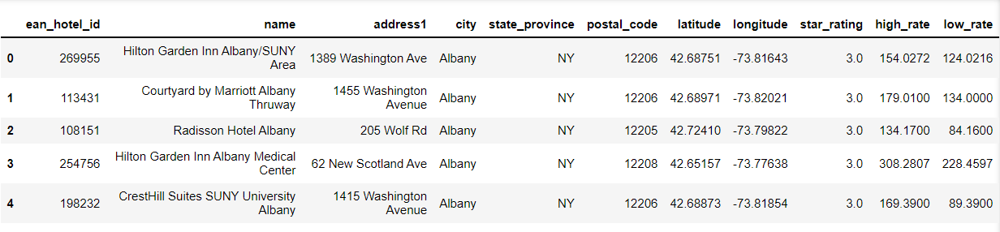 ean_hotel_id name address1 city state_province postal_code latitude longitude star_rating high_rate low_rate
0 269955 Hilton Garden Inn Albany/SUNY Area 1389 Washington Ave Albany NY 12206 42.68751 -73.81643 3.0 154.0272 124.0216
1 113431 Courtyard by Marriott Albany Thruway 1455 Washington Avenue Albany NY 12206 42.68971 -73.82021 3.0 179.0100 134.0000
2 108151 Radisson Hotel Albany 205 Wolf Rd Albany NY 12205 42.72410 -73.79822 3.0 134.1700 84.1600
3 254756 Hilton Garden Inn Albany Medical Center 62 New Scotland Ave Albany NY 12208 42.65157 -73.77638 3.0 308.2807 228.4597
4 198232 CrestHill Suites SUNY University Albany 1415 Washington Avenue Albany NY 12206 42.68873 -73.81854 3.0 169.3900 89.3900